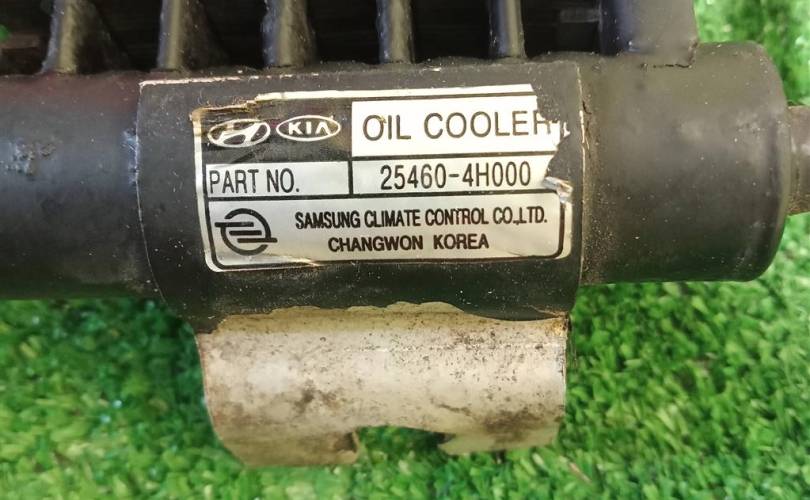 KIA OIL COOLER
PART NO. 25460-4H000
SAMSUNG CLIMATE CONTROL CO.,LTD.
CHANGWON KOREA